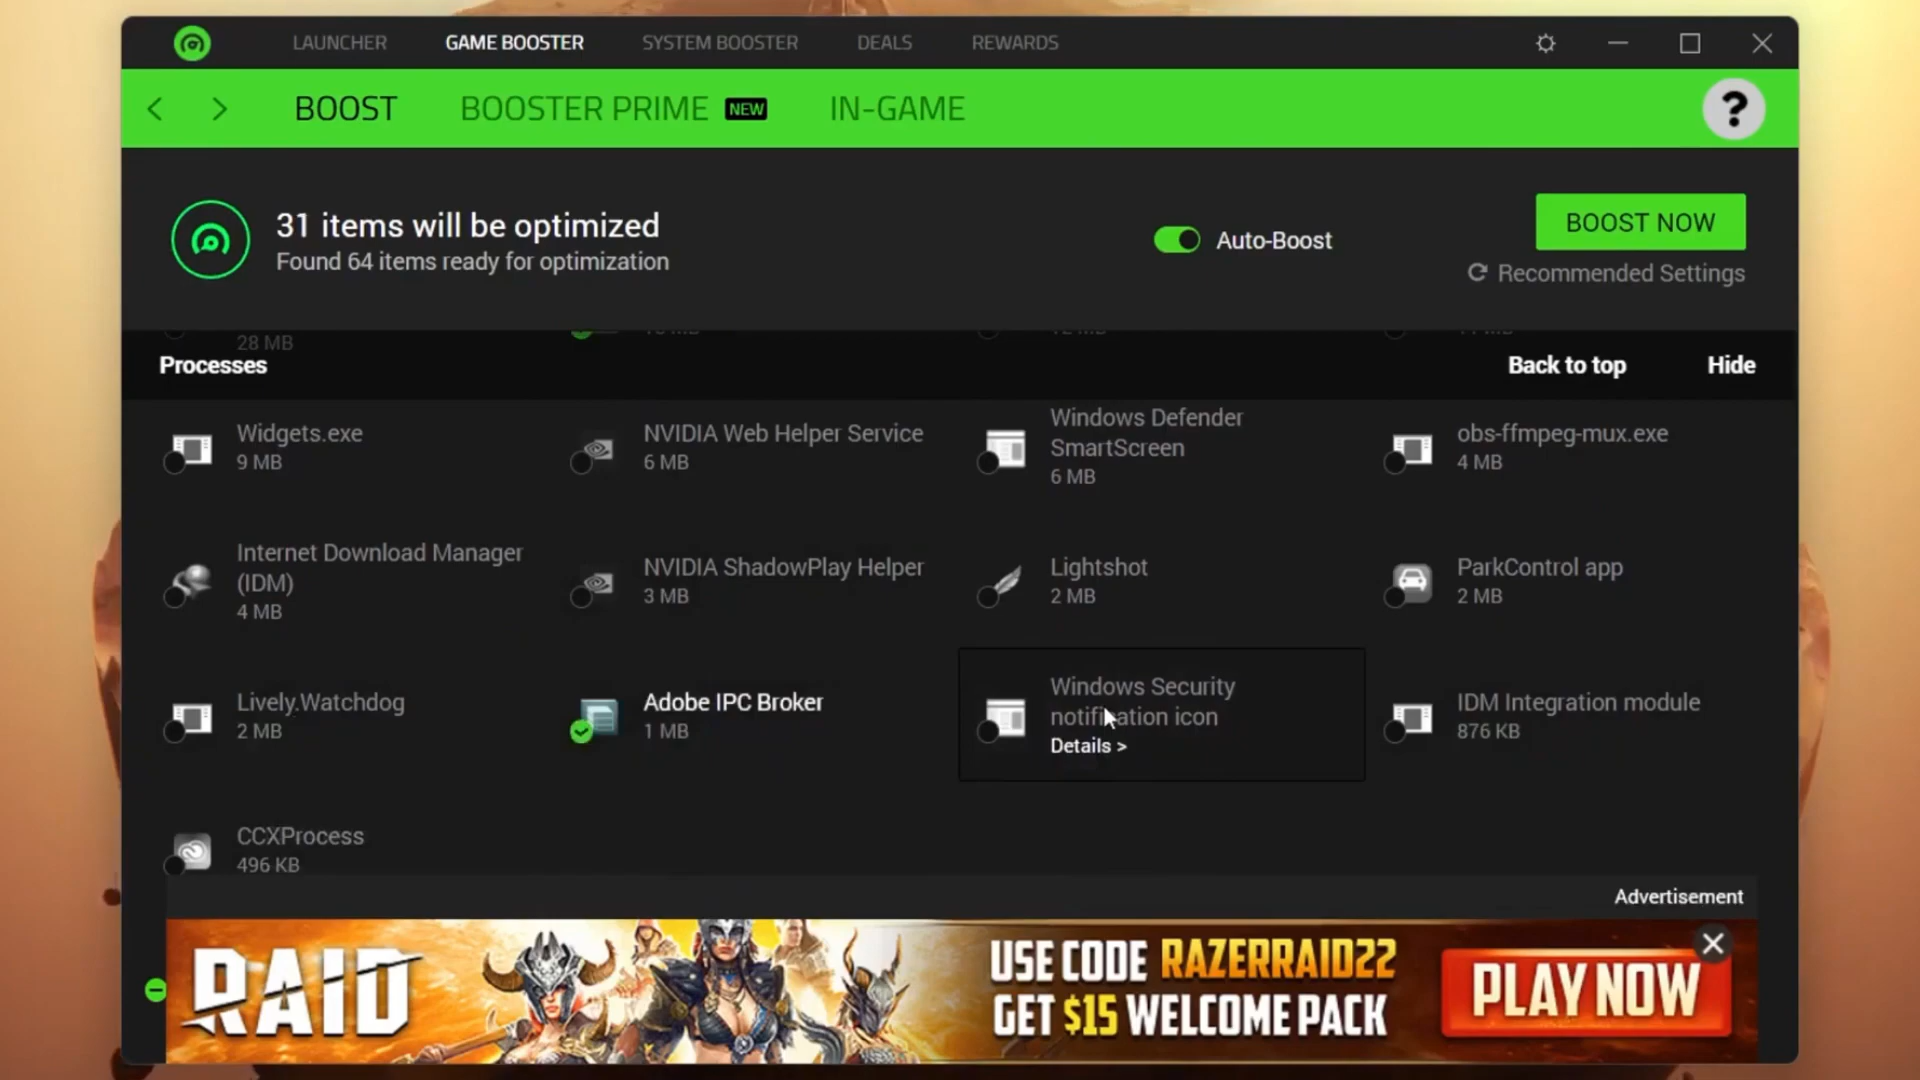 LAUNCHER GAME BOOSTER SYSTEM BOOSTER DEALS REWARDS
BOOST BOOSTER PRIME NEW IN-GAME ?
31 items will be optimized
Found 64 items ready for optimization
Auto-Boost
BOOST NOW
Recommended Settings
28 MB
Processes Back to top Hide
Widgets.exe
9 MB
NVIDIA Web Helper Service
6 MB
Windows Defender
SmartScreen
6 MB
obs-ffmpeg-mux.exe
4 MB
Internet Download Manager
(IDM)
4 MB
NVIDIA ShadowPlay Helper
3 MB
Lightshot
2 MB
ParkControl app
2 MB
Lively.Watchdog
2 MB
Adobe IPC Broker
1 MB
Windows Security
notification icon
Details >
IDM Integration module
876 KB
CCXProcess
496 KB
Advertisement
RAID
USE CODE RAZERRAID22
GET $15 WELCOME PACK
PLAY NOW